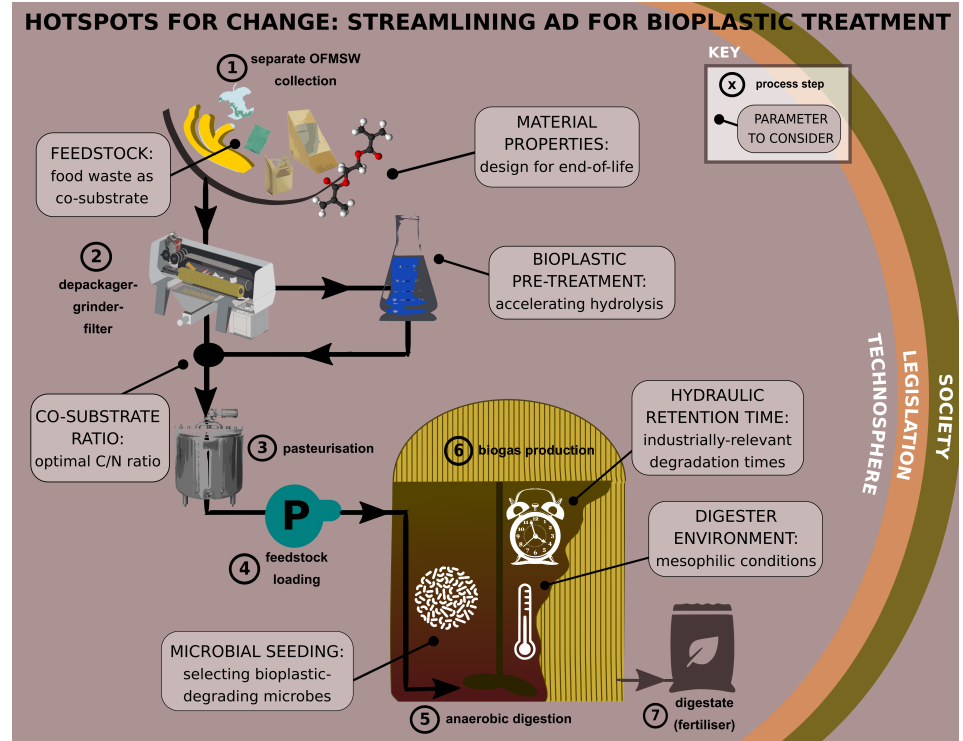 HOTSPOTS FOR CHANGE: STREAMLINING AD FOR BIOPLASTIC TREATMENT
KEY
x process step
PARAMETER
TO CONSIDER
1 separate OFMSW
collection
FEEDSTOCK:
food waste as
co-substrate
MATERIAL
PROPERTIES:
design for end-of-life
2
depackager-
grinder-
filter
BIOPLASTIC
PRE-TREATMENT:
accelerating hydrolysis
CO-SUBSTRATE
RATIO:
optimal C/N ratio
3 pasteurisation
P
4 feedstock
loading
6 biogas production
HYDRAULIC
RETENTION TIME:
industrially-relevant
degradation times
DIGESTER
ENVIRONMENT:
mesophilic conditions
MICROBIAL SEEDING:
selecting bioplastic-
degrading microbes
5 anaerobic digestion
7 digestate
(fertiliser)
TECHNOSPHERE
LEGISLATION
SOCIETY